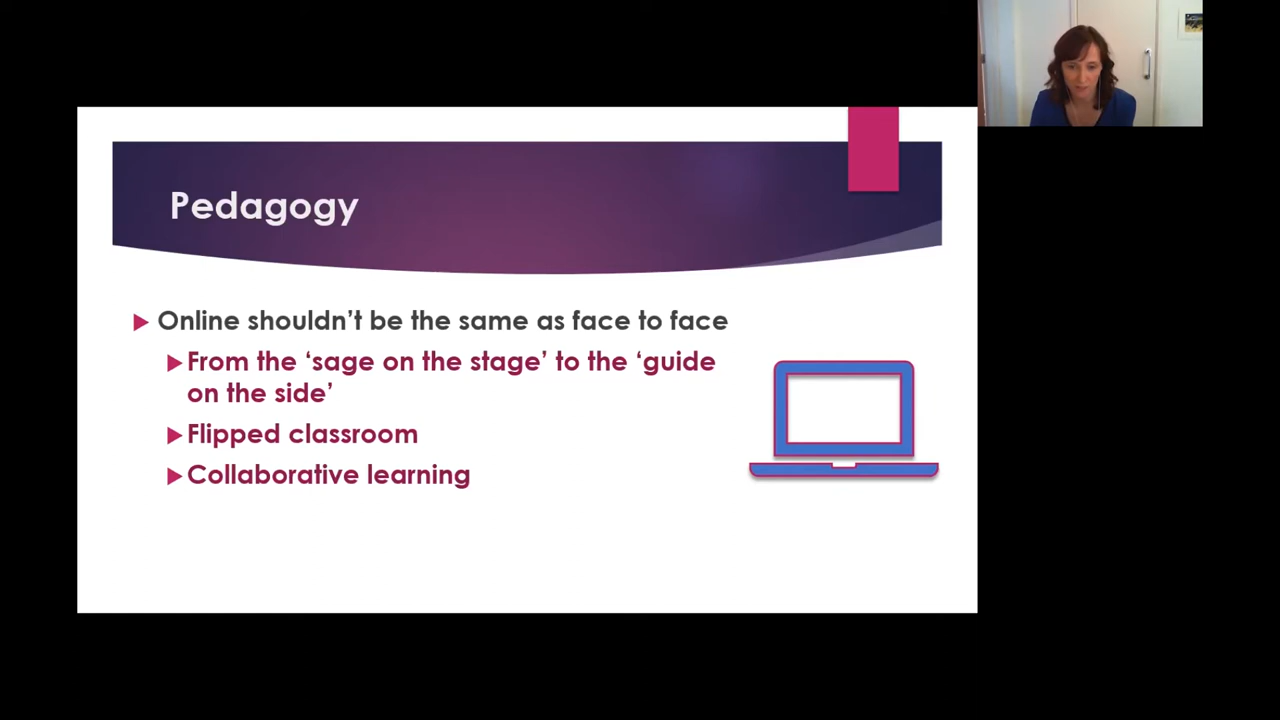 Pedagogy
Online shouldn’t be the same as face to face
From the ‘sage on the stage’ to the ‘guide
on the side’
Flipped classroom
Collaborative learning